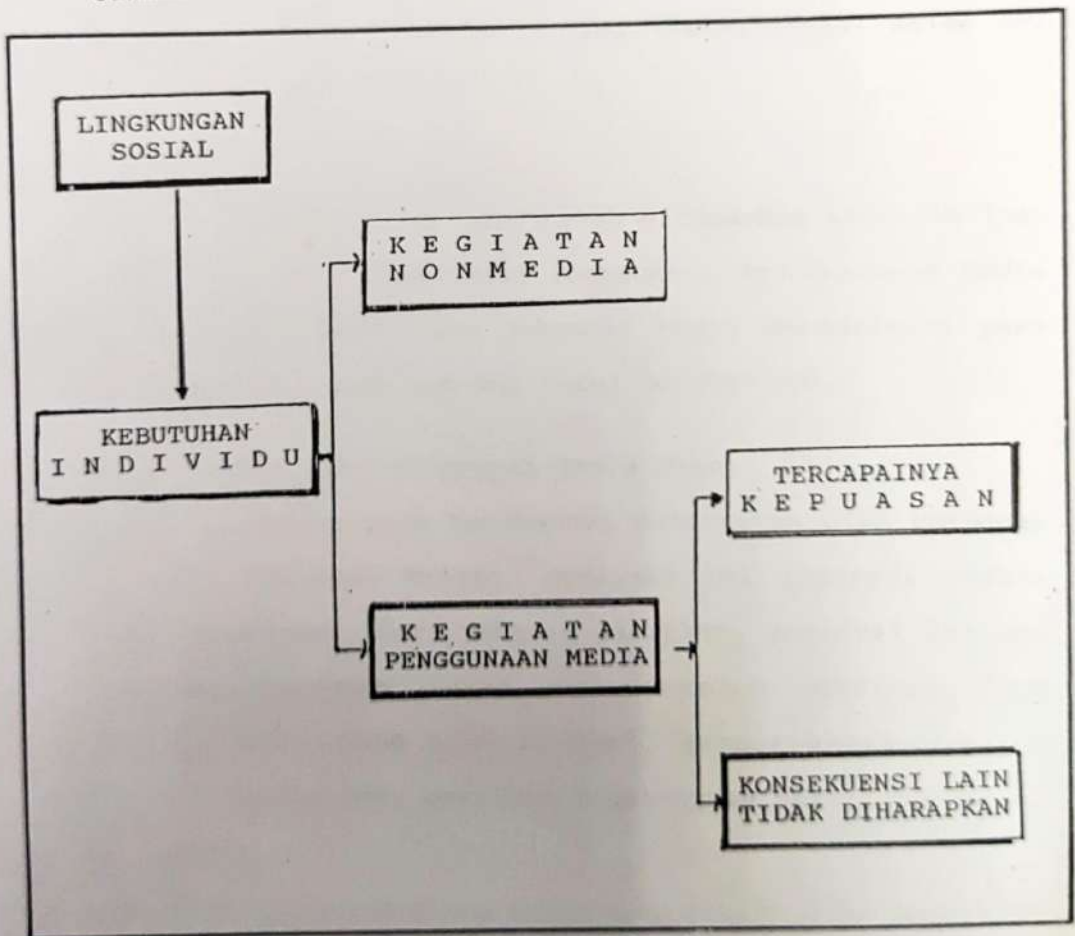 LINGKUNGAN
SOSIAL
K E G I A T A N
N O N M E D I A
KEBUTUHAN
I N D I V I D U
TERCAPAINYA
K E P U A S A N
K E G I A T A N
PENGGUNAAN MEDIA
KONSEKUENSI LAIN
TIDAK DIHARAPKAN